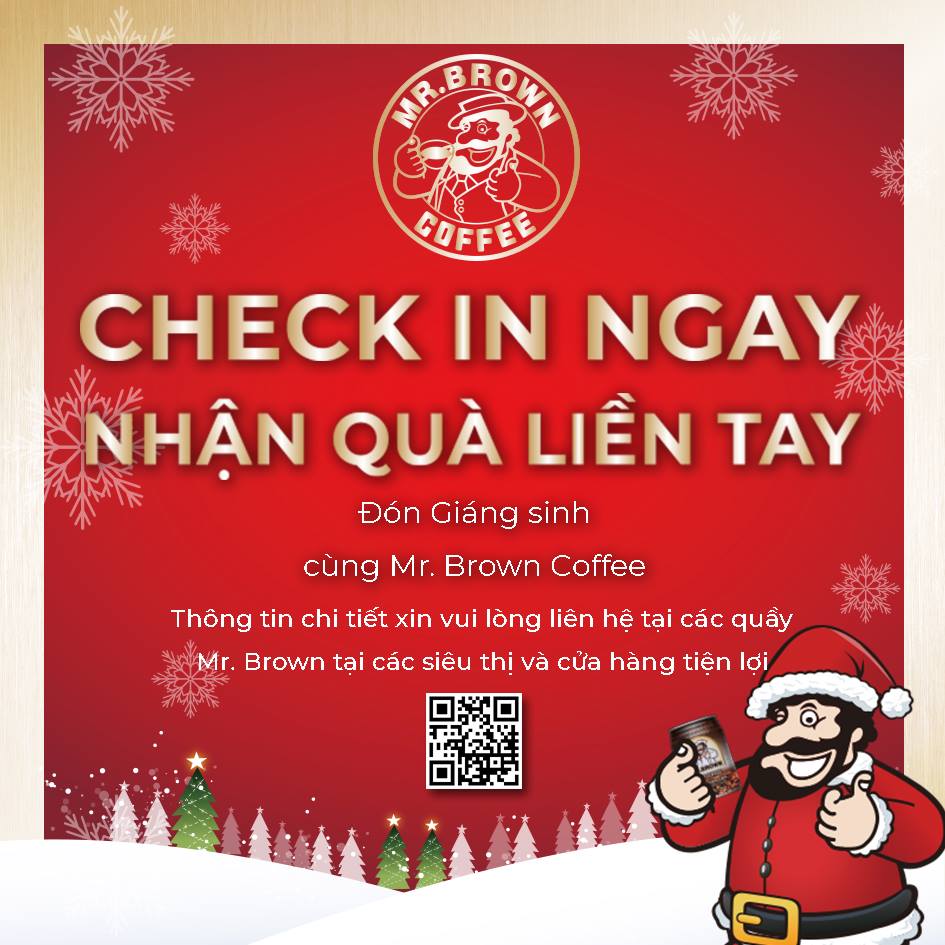 MR. BROWN
COFFEE
CHECK IN NGAY
NHẬN QUÀ LIỀN TAY
Đón Giáng sinh
cùng Mr. Brown Coffee
Thông tin chi tiết xin vui lòng liên hệ tại các quầy
Mr. Brown tại các siêu thị và cửa hàng tiện lợi
BROWN